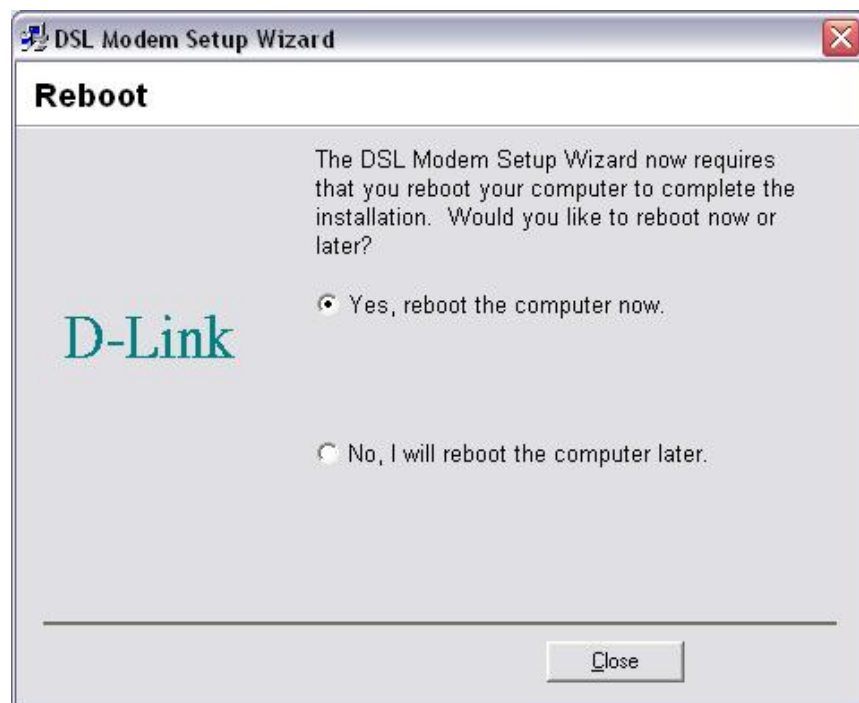 DSL Modem Setup Wizard
Reboot
The DSL Modem Setup Wizard now requires
that you reboot your computer to complete the
installation.  Would you like to reboot now or
later?
Yes, reboot the computer now.
D-Link
No, I will reboot the computer later.
Close